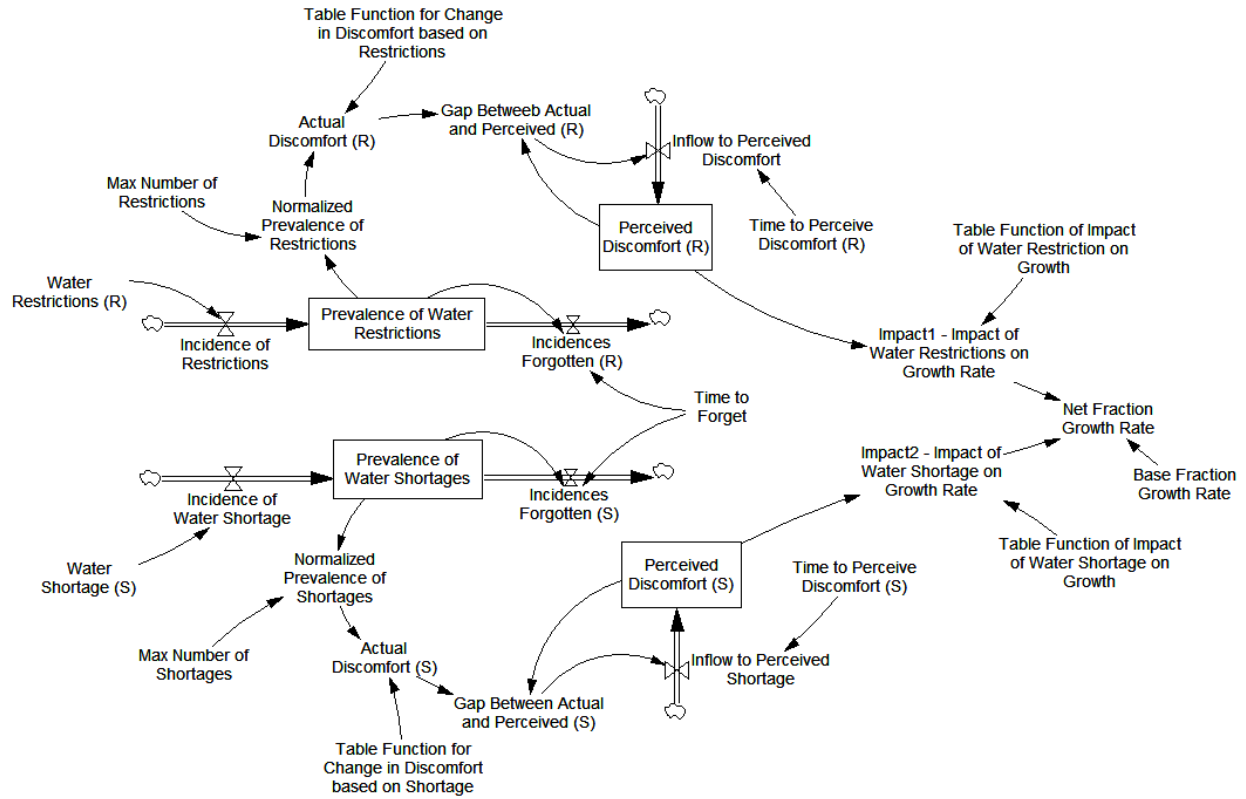 Table Function for Change
in Discomfort based on
Restrictions
Actual
Discomfort (R)
Gap Betweeb Actual
and Perceived (R)
Inflow to Perceived
Discomfort
Max Number of
Restrictions
Normalized
Prevalence of
Restrictions
Perceived
Discomfort (R)
Time to Perceive
Discomfort (R)
Table Function of Impact
of Water Restriction on
Growth
Water
Restrictions (R)
Prevalence of Water
Restrictions
Incidence of
Restrictions
Incidences
Forgotten (R)
Impact1 - Impact of
Water Restrictions on
Growth Rate
Time to
Forget
Net Fraction
Growth Rate
Prevalence of
Water Shortages
Impact2 - Impact of
Water Shortage on
Growth Rate
Base Fraction
Growth Rate
Incidence of
Water Shortage
Incidences
Forgotten (S)
Water
Shortage (S)
Normalized
Prevalence of
Shortages
Perceived
Discomfort (S)
Time to Perceive
Discomfort (S)
Table Function of Impact
of Water Shortage on
Growth
Max Number of
Shortages
Actual
Discomfort (S)
Inflow to Perceived
Shortage
Gap Between Actual
and Perceived (S)
Table Function for
Change in Discomfort
based on Shortage